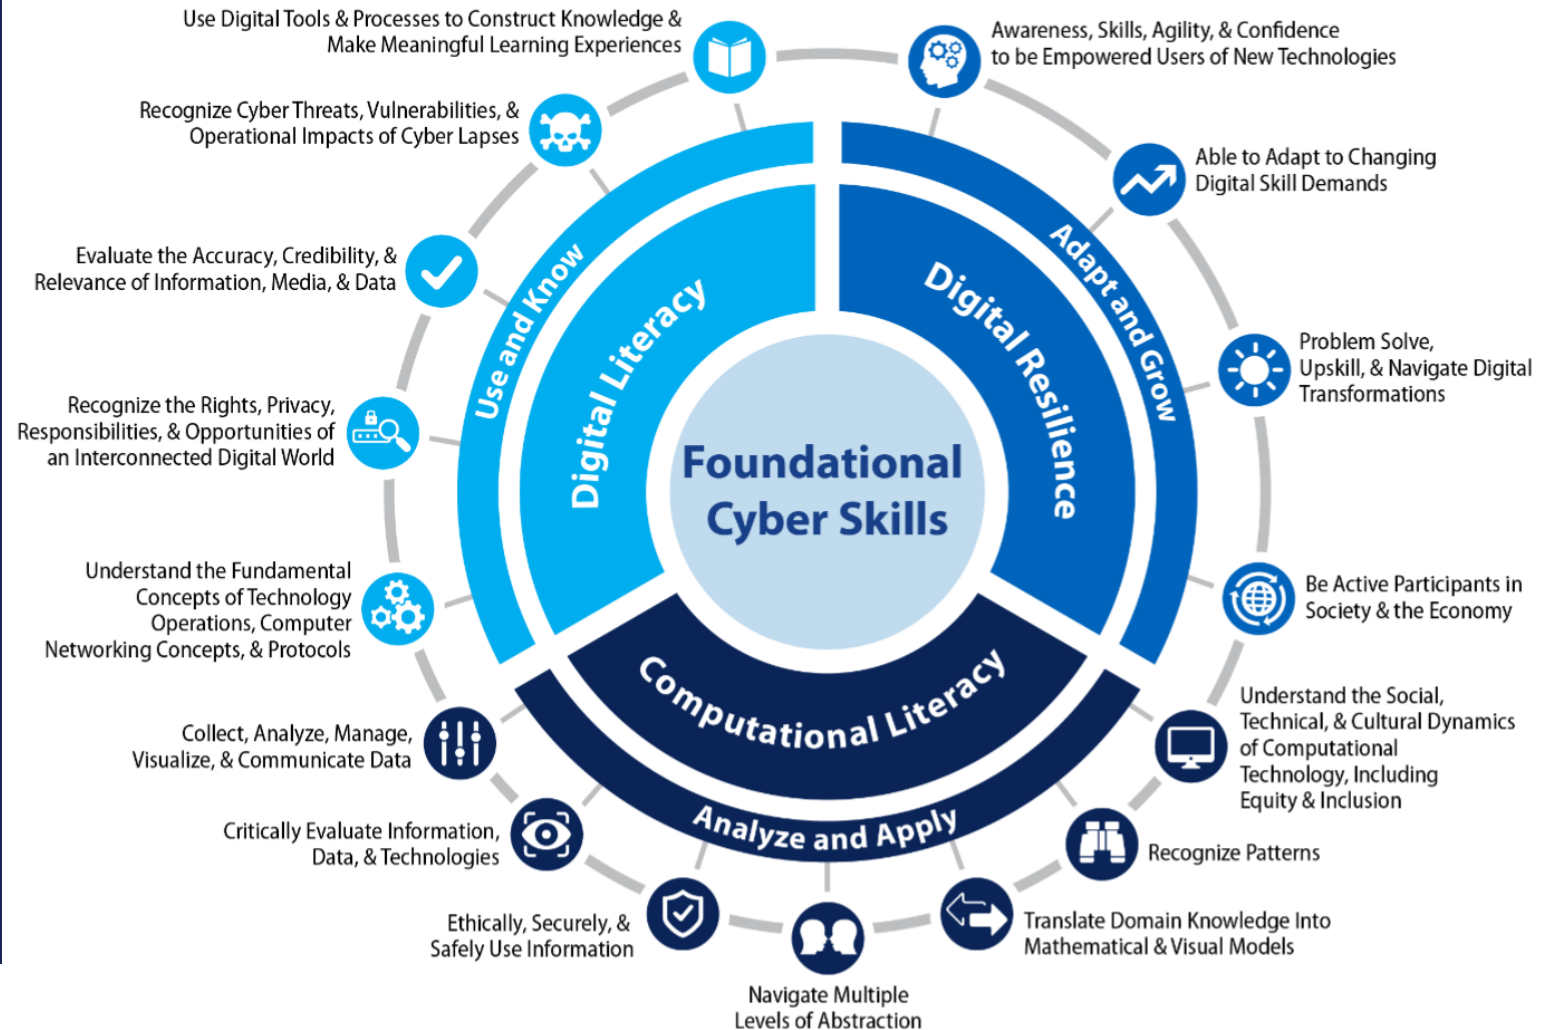 Use Digital Tools & Processes to Construct Knowledge &
Make Meaningful Learning Experiences
Awareness, Skills, Agility, & Confidence
to be Empowered Users of New Technologies
Recognize Cyber Threats, Vulnerabilities, &
Operational Impacts of Cyber Lapses
Able to Adapt to Changing
Digital Skill Demands
Evaluate the Accuracy, Credibility, &
Relevance of Information, Media, & Data
Problem Solve,
Upskill, & Navigate Digital
Transformations
Recognize the Rights, Privacy,
Responsibilities, & Opportunities of
an Interconnected Digital World
Use and Know
Digital Literacy
Digital Resilience
Adapt and Grow
Foundational
Cyber Skills
Understand the Fundamental
Concepts of Technology
Operations, Computer
Networking Concepts, & Protocols
Be Active Participants in
Society & the Economy
Computational Literacy
Analyze and Apply
Collect, Analyze, Manage,
Visualize, & Communicate Data
Understand the Social,
Technical, & Cultural Dynamics
of Computational
Technology, Including
Equity & Inclusion
Critically Evaluate Information,
Data, & Technologies
Recognize Patterns
Ethically, Securely, &
Safely Use Information
Translate Domain Knowledge Into
Mathematical & Visual Models
Navigate Multiple
Levels of Abstraction